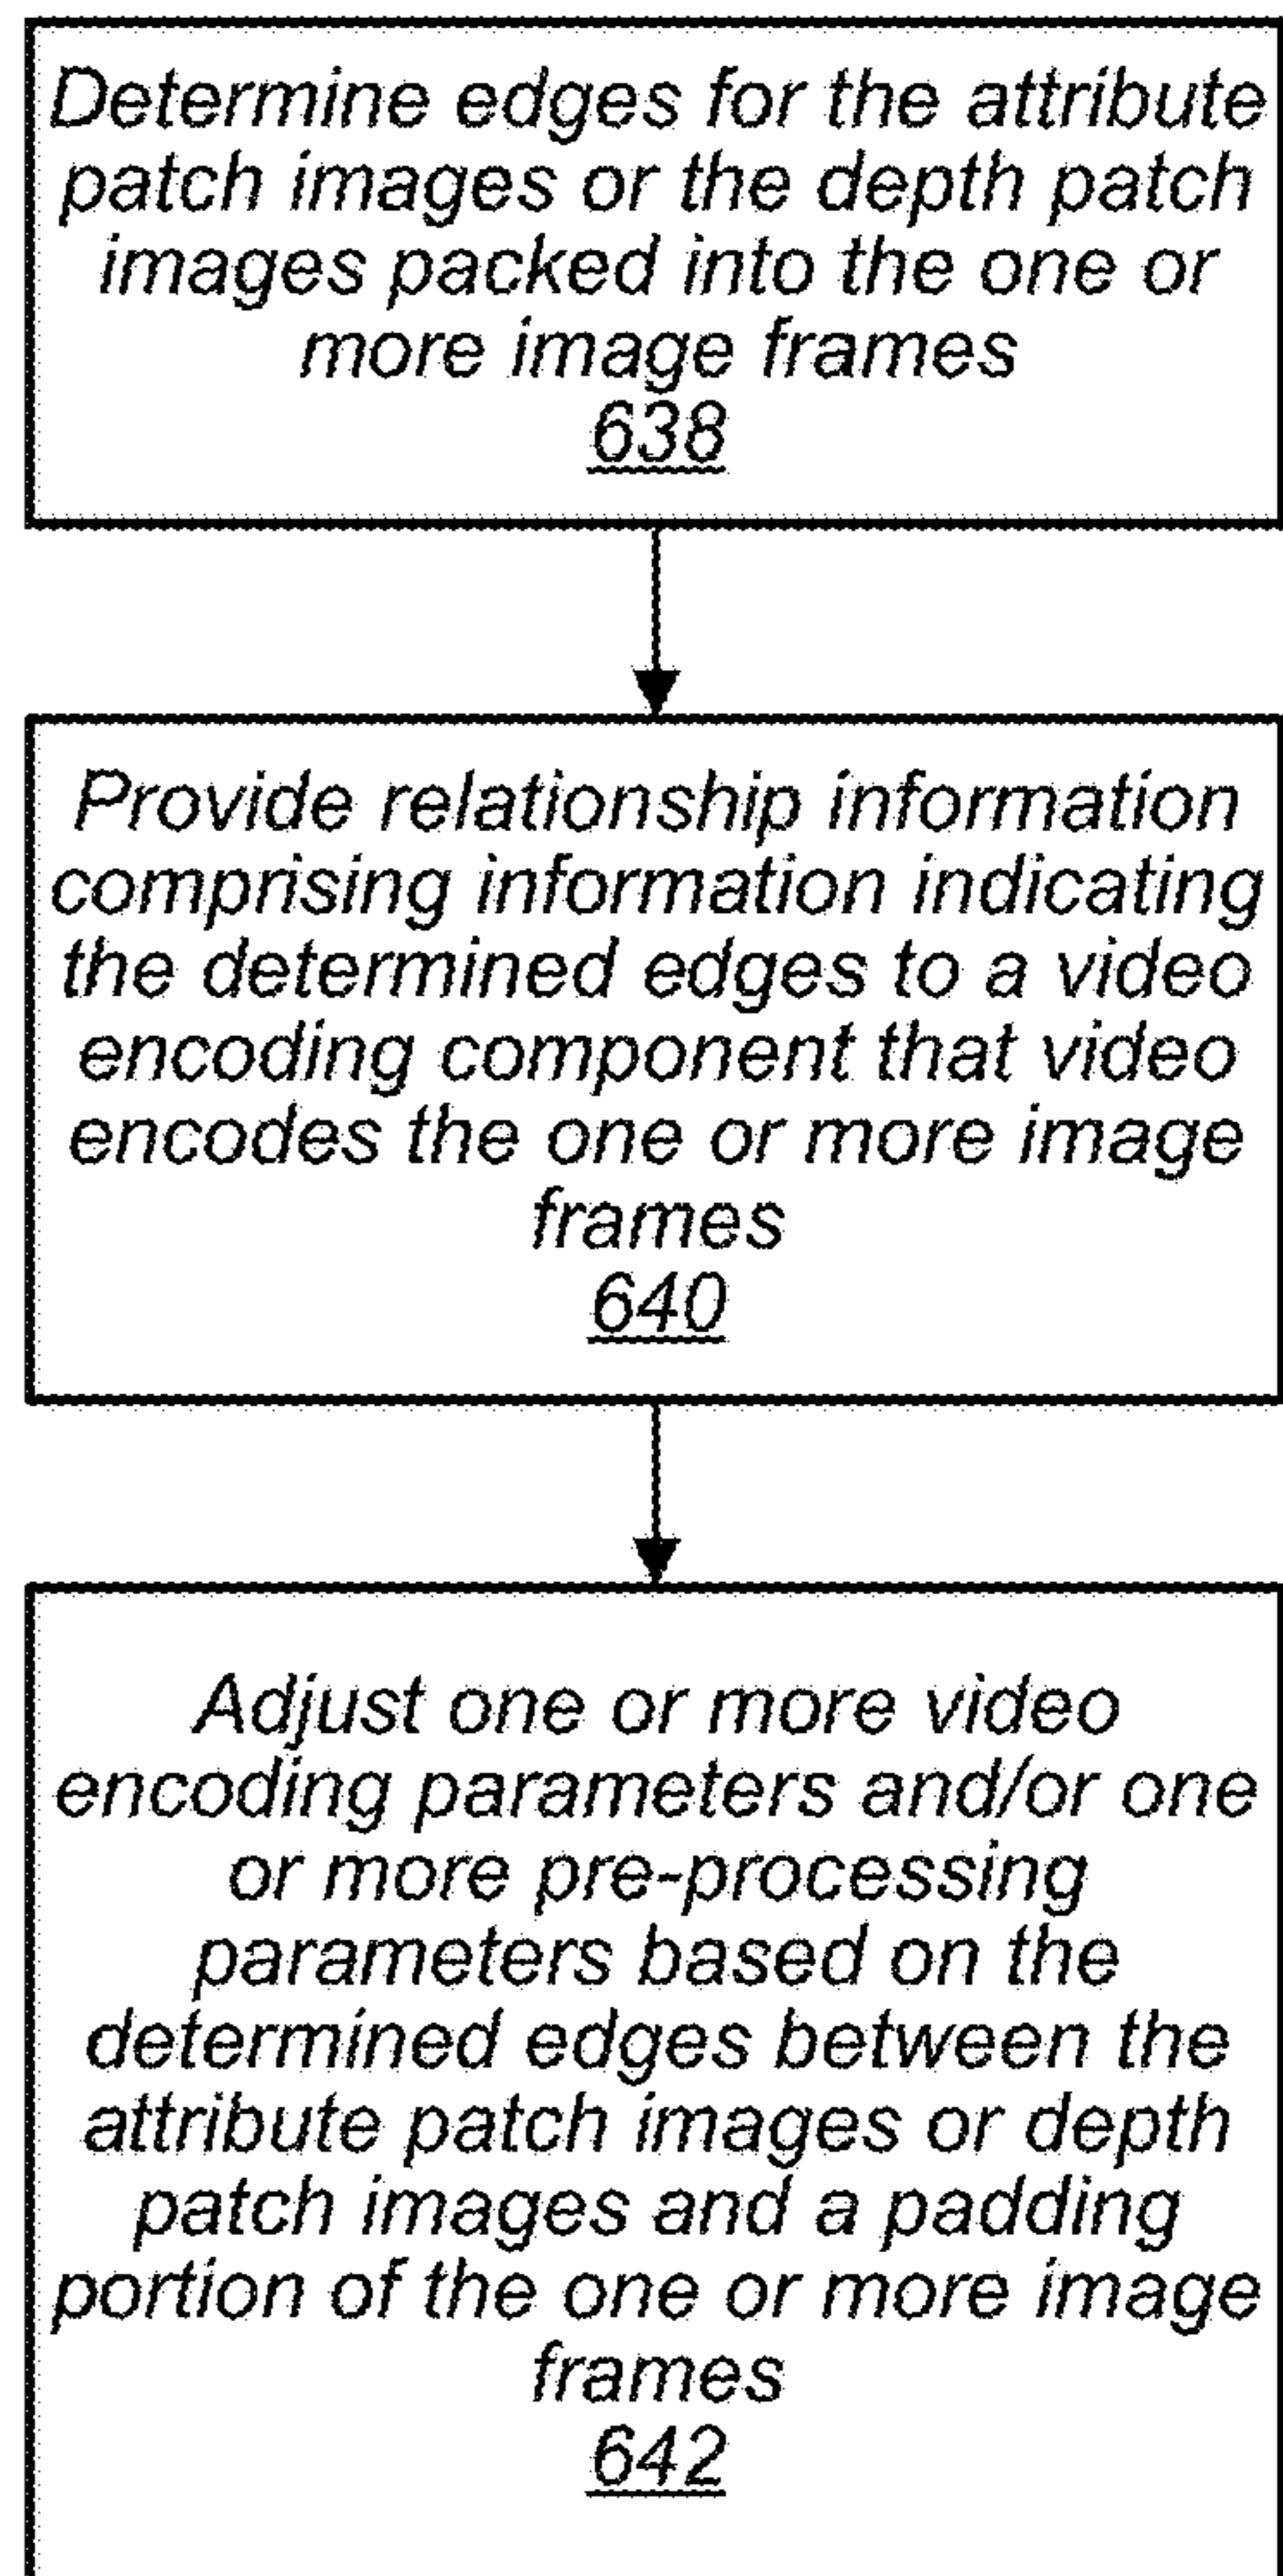 Determine edges for the attribute
patch images or the depth patch
images packed into the one or
more image frames
638
Provide relationship information
comprising information indicating
the determined edges to a video
encoding component that video
encodes the one or more image
frames
640
Adjust one or more video
encoding parameters and/or one
or more pre-processing
parameters based on the
determined edges between the
attribute patch images or depth
patch images and a padding
portion of the one or more image
frames
642